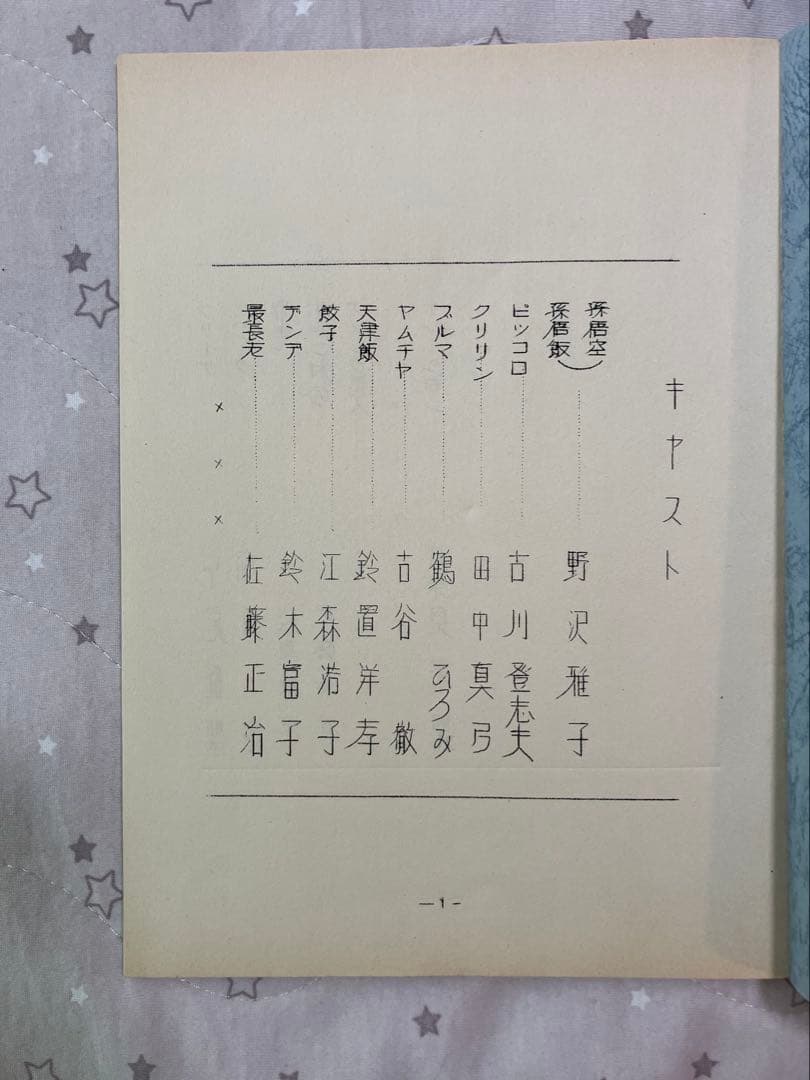 キャスト
孫悟空
孫悟飯)……野沢雅子
ピッコロ……古川登志夫
クリリン……田中真弓
ブルマ……鶴ひろみ
ヤムチャ……古谷徹
天津飯……鈴置洋孝
餃子……江森浩子
デンデ……鈴木富子
最長老……佐藤正治
× × ×
—1-